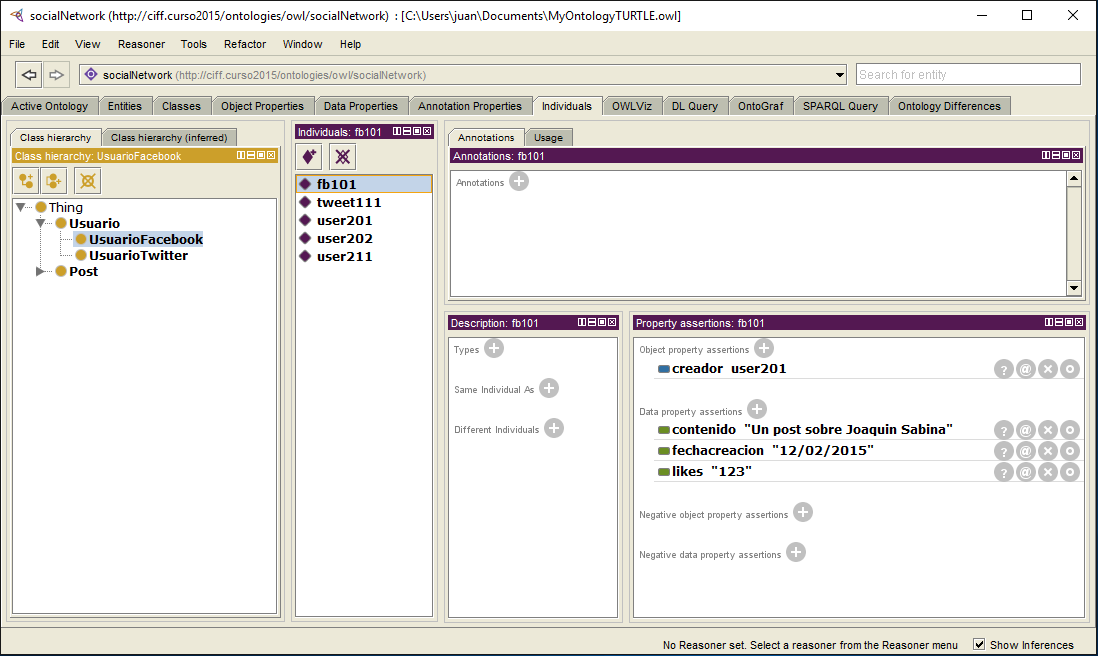 socialNetwork (http://ciff.curso2015/ontologies/owl/socialNetwork) : [C:\Users\juan\Documents\MyOntologyTURTLE.owl]
File Edit View Reasoner Tools Refactor Window Help
socialNetwork (http://ciff.curso2015/ontologies/owl/socialNetwork)
Search for entity
Active Ontology Entities Classes Object Properties Data Properties Annotation Properties Individuals OWLViz DL Query OntoGraf SPARQL Query Ontology Differences
Class hierarchy Class hierarchy (inferred)
Class hierarchy: UsuarioFacebook
Thing
Usuario
UsuarioFacebook
UsuarioTwitter
Post
Individuals: fb101
fb101
tweet111
user201
user202
user211
Annotations Usage
Annotations: fb101
Annotations
Description: fb101
Types
Same Individual As
Different Individuals
Property assertions: fb101
Object property assertions
creador user201
Data property assertions
contenido "Un post sobre Joaquin Sabina"
fechacreacion "12/02/2015"
likes "123"
Negative object property assertions
Negative data property assertions
No Reasoner set. Select a reasoner from the Reasoner menu Show Inferences